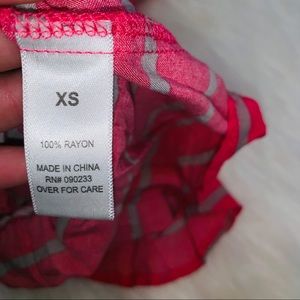 XS
100% RAYON
MADE IN CHINA
RN# 090233
OVER FOR CARE